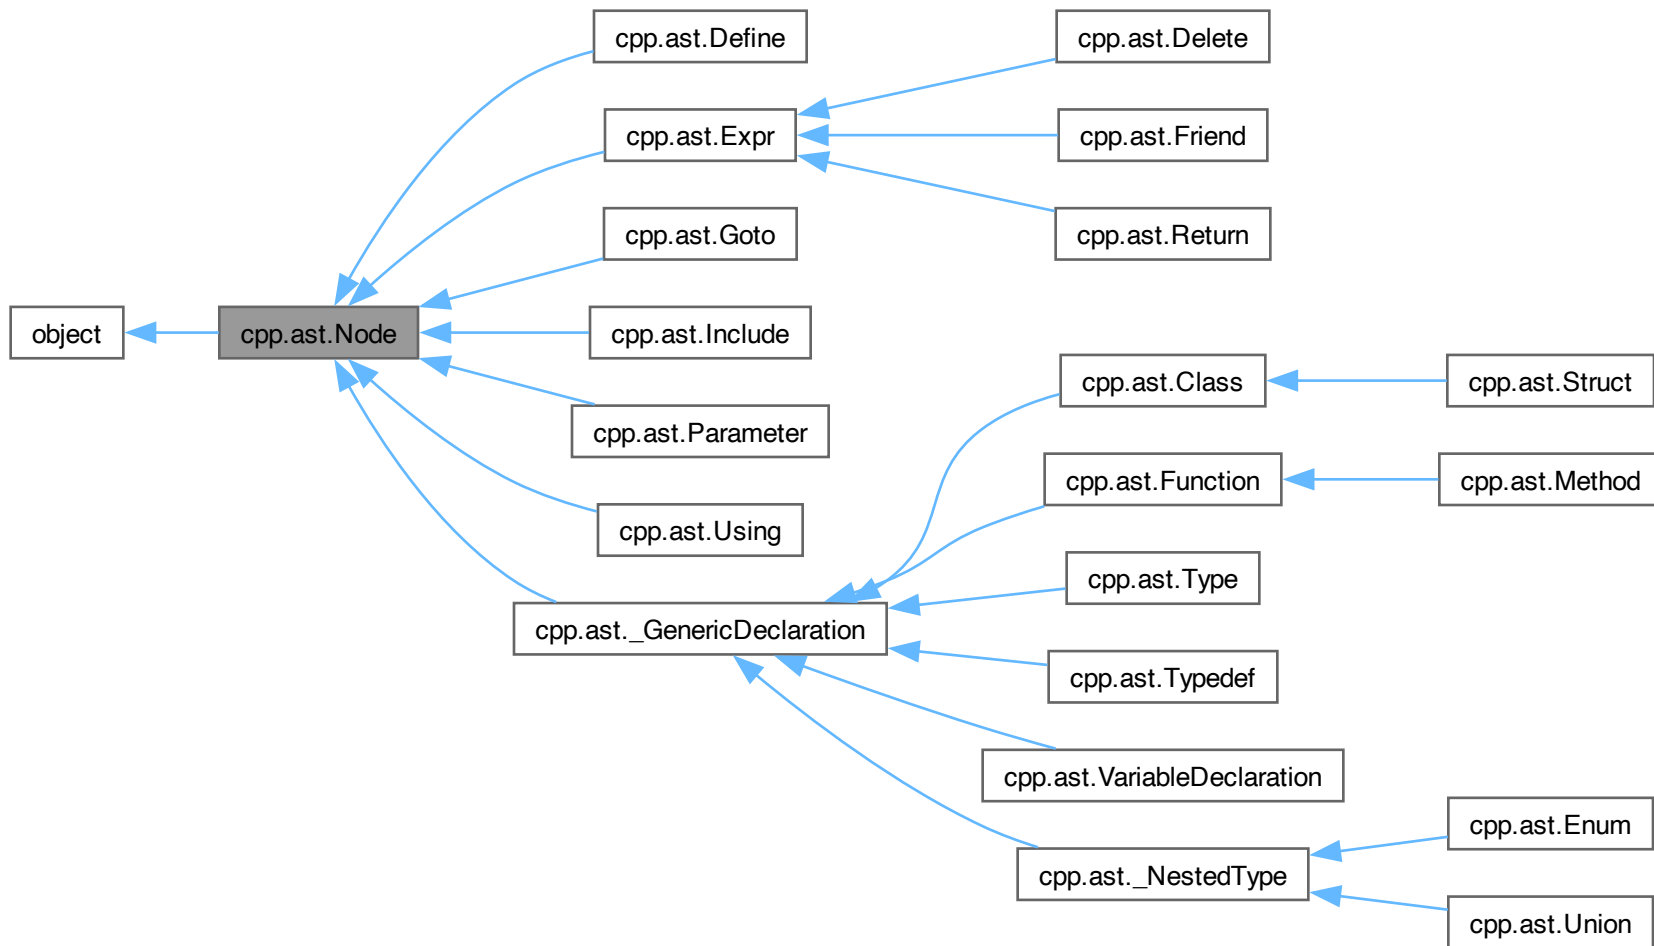 cpp.ast.Define
cpp.ast.Delete
cpp.ast.Expr
cpp.ast.Friend
cpp.ast.Goto
cpp.ast.Return
object
cpp.ast.Node
cpp.ast.Include
cpp.ast.Class
cpp.ast.Struct
cpp.ast.Parameter
cpp.ast.Function
cpp.ast.Method
cpp.ast.Using
cpp.ast.Type
cpp.ast._GenericDeclaration
cpp.ast.Typedef
cpp.ast.VariableDeclaration
cpp.ast.Enum
cpp.ast._NestedType
cpp.ast.Union